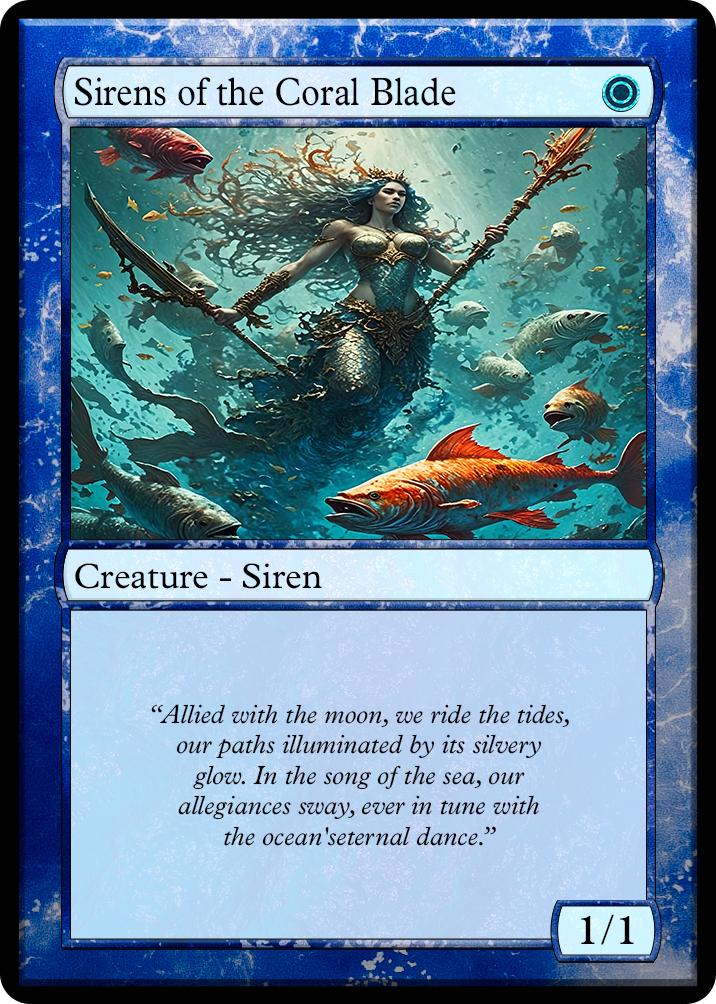 Sirens of the Coral Blade
Creature - Siren
“Allied with the moon, we ride the tides,
our paths illuminated by its silvery
glow. In the song of the sea, our
allegiances sway, ever in tune with
the ocean'seternal dance.”
1/1